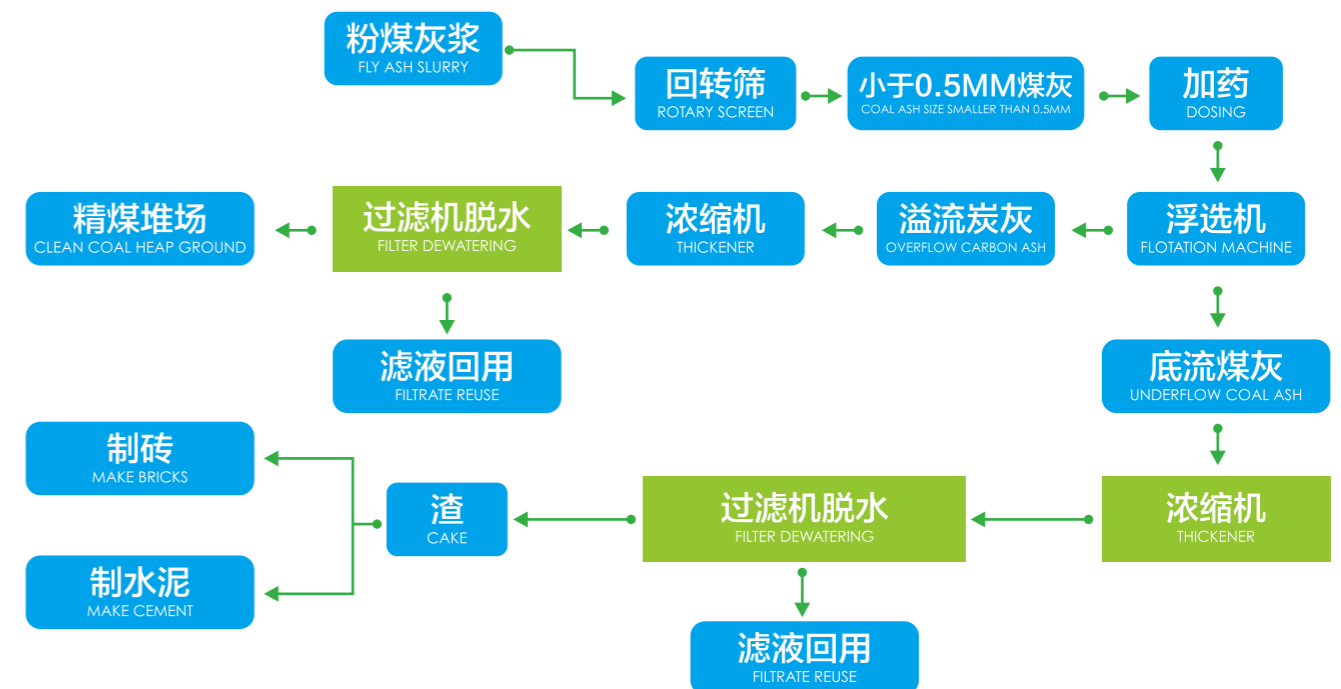 粉煤灰浆
FLY ASH SLURRY
回转筛
ROTARY SCREEN
小于0.5MM煤灰
COAL ASH SIZE SMALLER THAN 0.5MM
加药
DOSING
精煤堆场
CLEAN COAL HEAP GROUND
过滤机脱水
FILTER DEWATERING
浓缩机
THICKENER
溢流炭灰
OVERFLOW CARBON ASH
浮选机
FLOTATION MACHINE
滤液回用
FILTRATE REUSE
底流煤灰
UNDERFLOW COAL ASH
制砖
MAKE BRICKS
渣
CAKE
过滤机脱水
FILTER DEWATERING
浓缩机
THICKENER
制水泥
MAKE CEMENT
滤液回用
FILTRATE REUSE